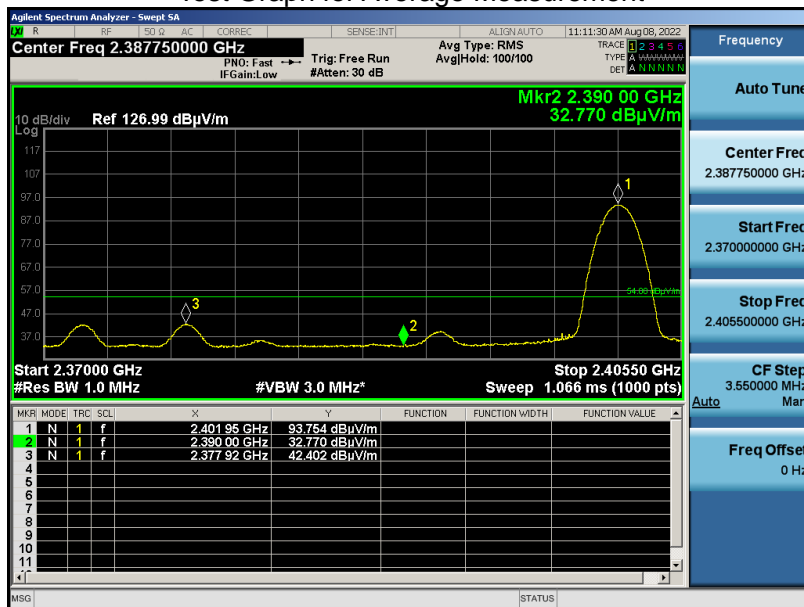 Test Graph for Average Measurement
Agilent Spectrum Analyzer - Swept SA
LXI R RF 50 Ω AC CORREC SENSE:INT ALIGN AUTO 11:11:30 AM Aug 08, 2022
Center Freq 2.387750000 GHz
PNO: Fast
IFGain:Low
Trig: Free Run
#Atten: 30 dB
Avg Type: RMS
Avg|Hold: 100/100
TRACE 1 2 3 4 5 6
TYPE A
DET A N N N N N
Mkr2 2.390 00 GHz
32.770 dBµV/m
10 dB/div Ref 126.99 dBµV/m
Log
117
107
97.0
87.0
77.0
67.0
57.0
47.0
37.0
1
2
3
54.00 dBµV/m
Start 2.37000 GHz Stop 2.40550 GHz
#Res BW 1.0 MHz #VBW 3.0 MHz* Sweep 1.066 ms (1000 pts)
MKR MODE TRC SCL X Y FUNCTION FUNCTION WIDTH FUNCTION VALUE
1 N 1 f 2.401 95 GHz 93.754 dBµV/m
2 N 1 f 2.390 00 GHz 32.770 dBµV/m
3 N 1 f 2.377 92 GHz 42.402 dBµV/m
4
5
6
7
8
9
10
11
MSG STATUS
Frequency
Auto Tune
Center Freq
2.387750000 GHz
Start Freq
2.370000000 GHz
Stop Freq
2.405500000 GHz
CF Step
3.550000 MHz
Auto Man
Freq Offset
0 Hz